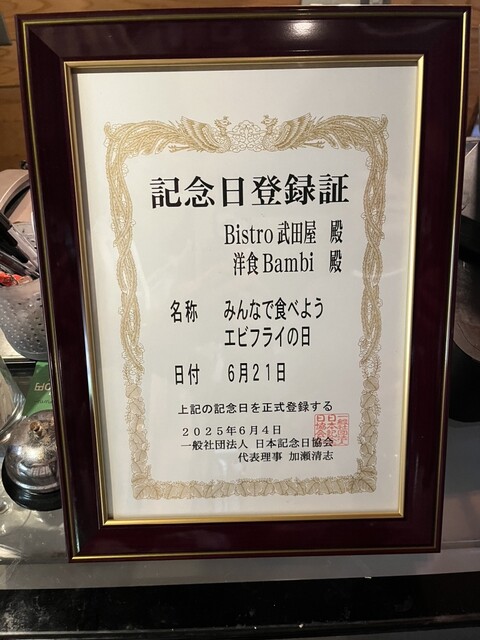 記念日登録証
Bistro 武田屋 殿
洋食 Bambi 殿
名称 みんなで食べよう
エビフライの日
日付 6月21日
上記の記念日を正式登録する
2025年6月4日
一般社団法人 日本記念日協会
代表理事 加瀬清志